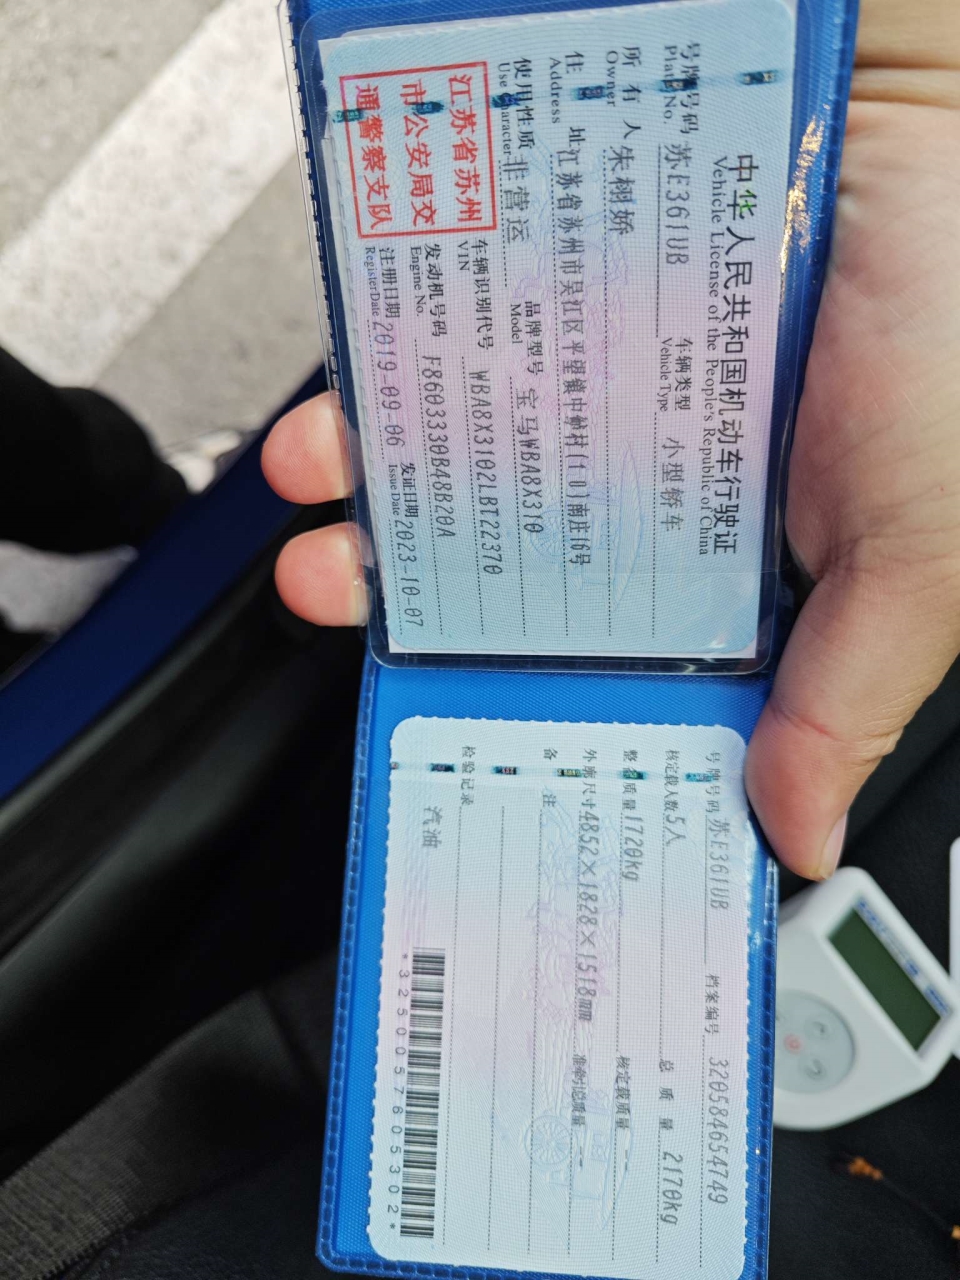 中华人民共和国机动车行驶证
Vehicle License of the People's Republic of China
号牌号码 苏E361UB 车辆类型 小型轿车
Plate No. Vehicle Type
所有人 朱栩娇
Owner
住址 江苏省苏州市吴江区平望镇中鲈村(10)南庄16号
Address
使用性质 非营运 品牌型号 宝马WBA8X310
Use Character Model
江苏省苏州
市公安局交
通警察支队
车辆识别代号 WBA8X3102LBT22370
VIN
发动机号码 F8603330B48B20A
Engine No.
注册日期 2019-09-06 发证日期 2023-10-07
Register Date Issue Date
号牌号码 苏E361UB 档案编号 320584654749
核定载人数 5人 总质量 2170kg
整备质量 1720kg 核定载质量 --
外廓尺寸 4852×1828×1518mm 准牵引总质量 --
备注
检验记录
汽油
*3250057605302*